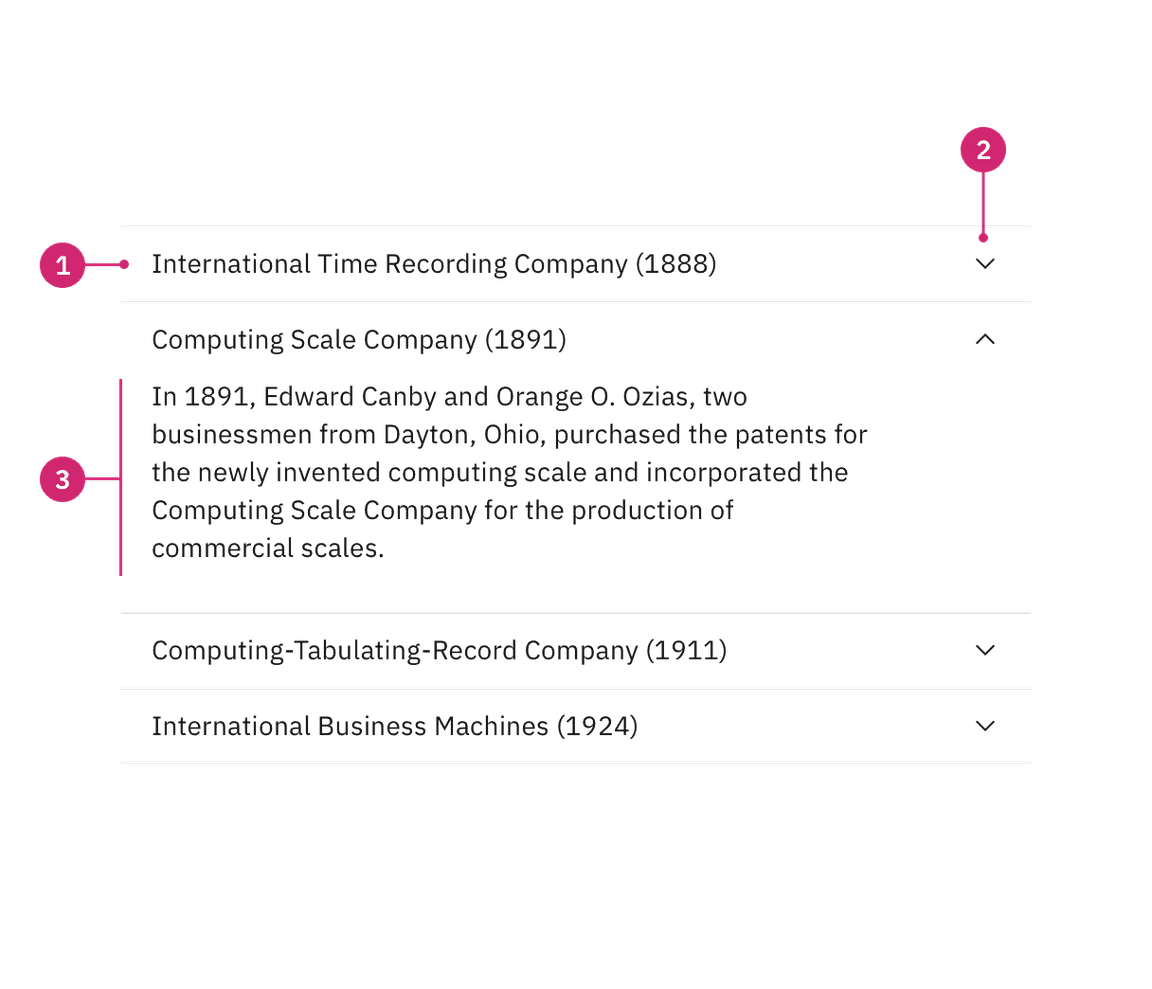 2
1
International Time Recording Company (1888)
Computing Scale Company (1891)
In 1891, Edward Canby and Orange O. Ozias, two
businessmen from Dayton, Ohio, purchased the patents for
the newly invented computing scale and incorporated the
3
Computing Scale Company for the production of
commercial scales.
Computing-Tabulating-Record Company (1911)
International Business Machines (1924)